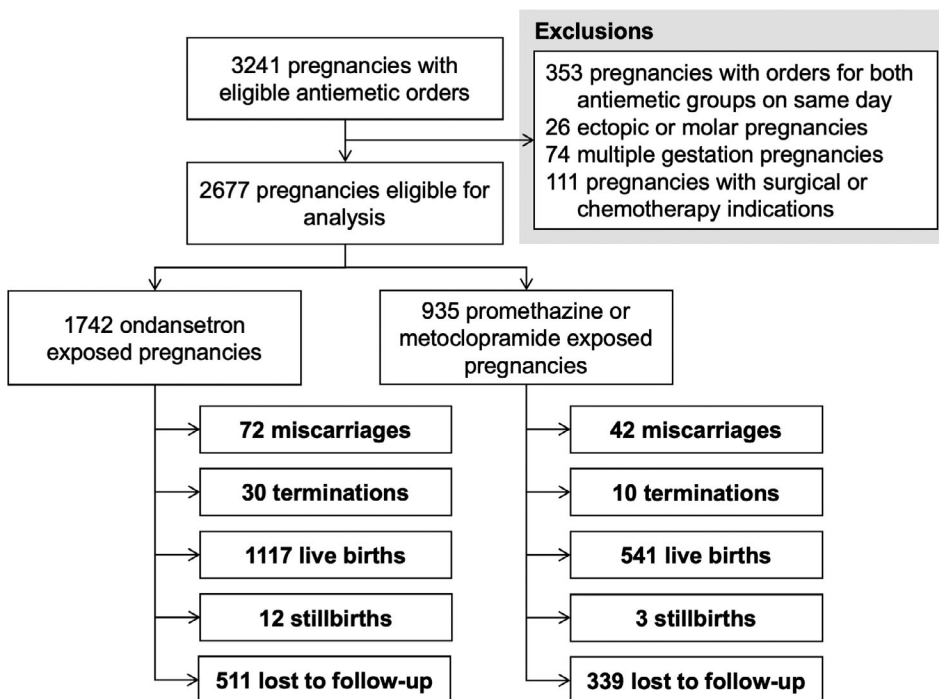 3241 pregnancies with
eligible antiemetic orders
Exclusions
353 pregnancies with orders for both
antiemetic groups on same day
26 ectopic or molar pregnancies
74 multiple gestation pregnancies
111 pregnancies with surgical or
chemotherapy indications
2677 pregnancies eligible for
analysis
1742 ondansetron
exposed pregnancies
935 promethazine or
metoclopramide exposed
pregnancies
72 miscarriages
42 miscarriages
30 terminations
10 terminations
1117 live births
541 live births
12 stillbirths
3 stillbirths
511 lost to follow-up
339 lost to follow-up